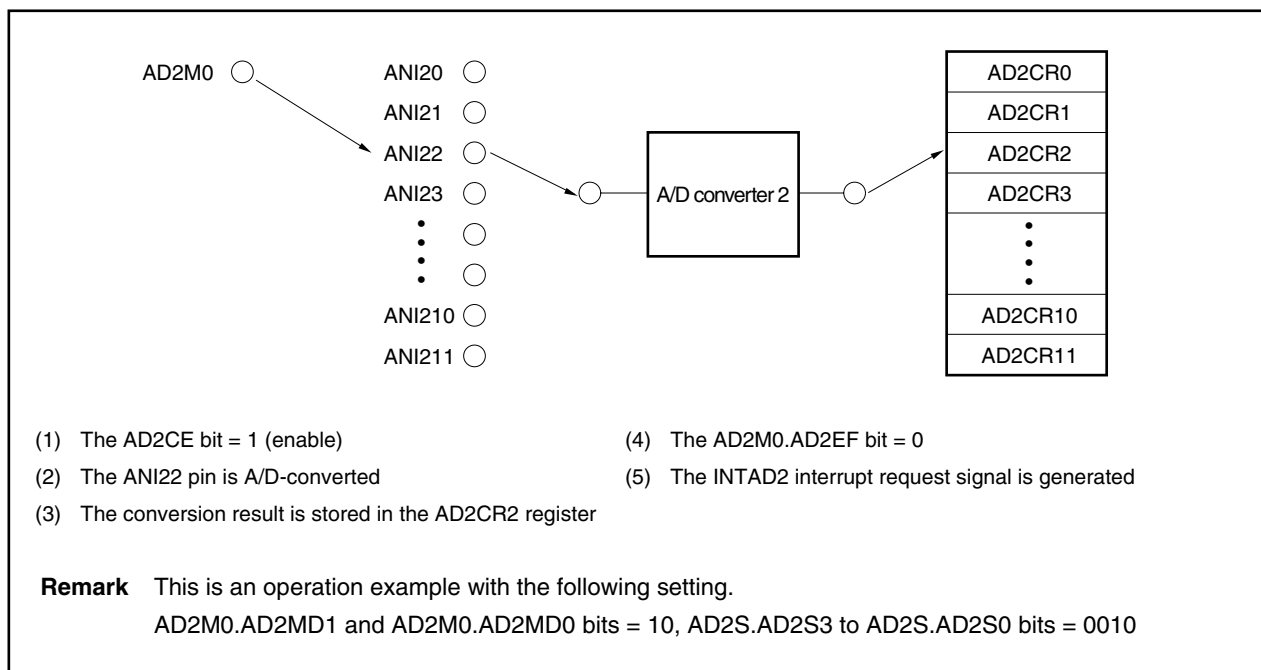 AD2M0
ANI20
ANI21
ANI22
ANI23
ANI210
ANI211
A/D converter 2
AD2CR0
AD2CR1
AD2CR2
AD2CR3
AD2CR10
AD2CR11
(1) The AD2CE bit = 1 (enable)
(2) The ANI22 pin is A/D-converted
(3) The conversion result is stored in the AD2CR2 register
(4) The AD2M0.AD2EF bit = 0
(5) The INTAD2 interrupt request signal is generated
Remark This is an operation example with the following setting.
AD2M0.AD2MD1 and AD2M0.AD2MD0 bits = 10, AD2S.AD2S3 to AD2S.AD2S0 bits = 0010